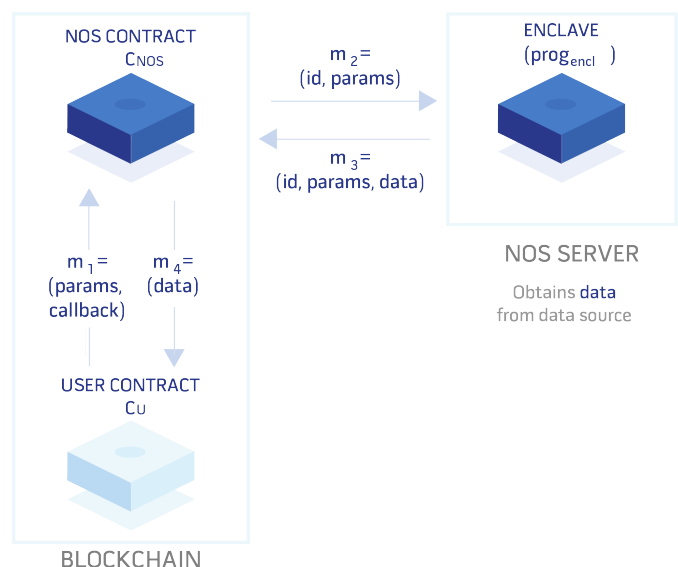 NOS CONTRACT
CNOS
m2=
(id, params)
m3=
(id, params, data)
ENCLAVE
(progencl )
NOS SERVER
Obtains data
from data source
m1=
(params,
callback)
m4=
(data)
USER CONTRACT
CU
BLOCKCHAIN